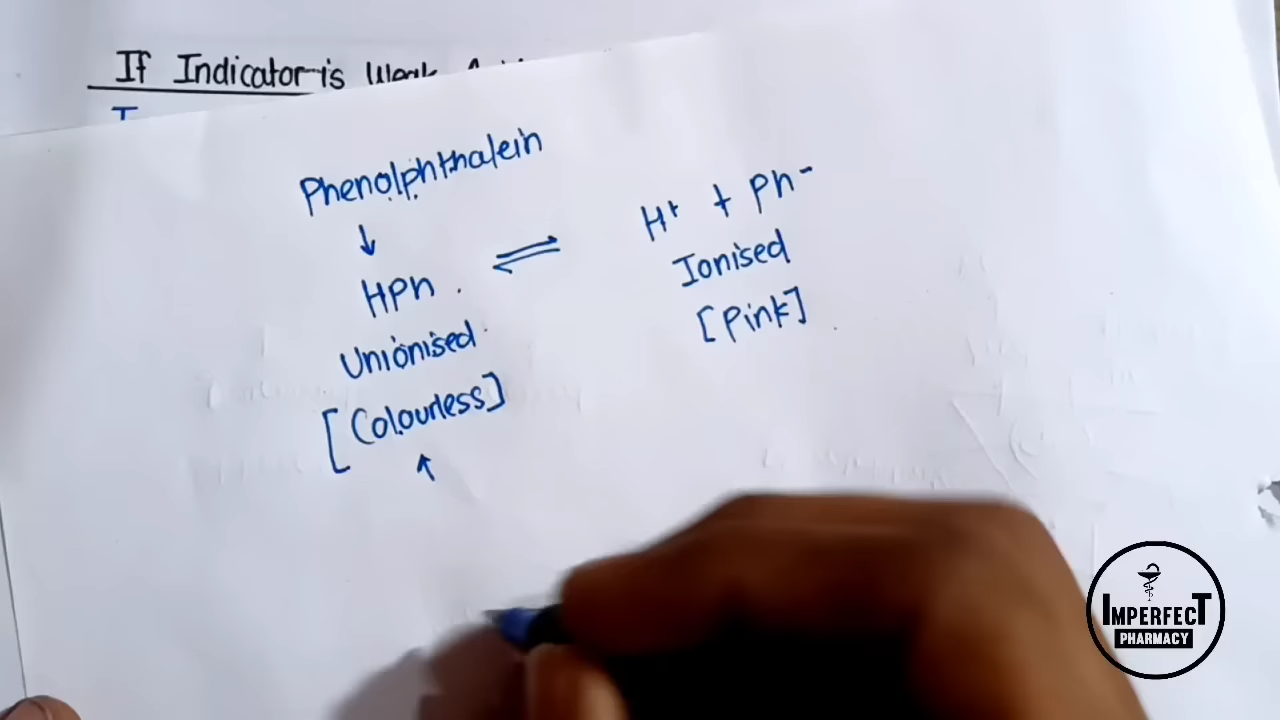 If Indicator is Weak
Phenolphthalein
↓
HPh ⇌ H⁺ + Ph⁻
Unionised Ionised
[Colourless] [Pink]
↑
IMPERFECT
PHARMACY